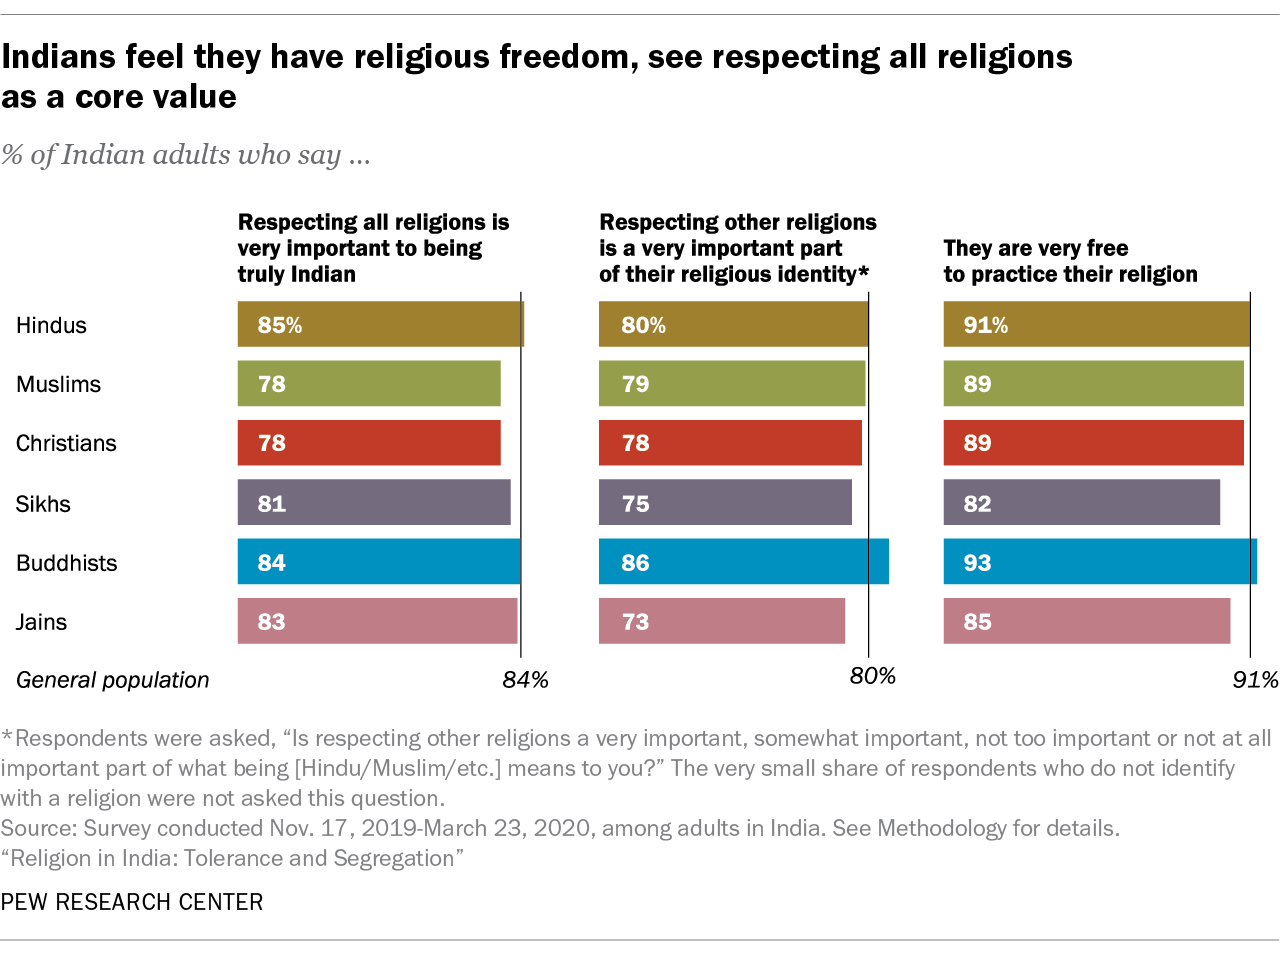 Indians feel they have religious freedom, see respecting all religions
as a core value
% of Indian adults who say ...
Respecting all religions is
very important to being
truly Indian
Respecting other religions
is a very important part
of their religious identity*
They are very free
to practice their religion
Hindus 85% 80% 91%
Muslims 78 79 89
Christians 78 78 89
Sikhs 81 75 82
Buddhists 84 86 93
Jains 83 73 85
General population 84% 80% 91%
*Respondents were asked, “Is respecting other religions a very important, somewhat important, not too important or not at all
important part of what being [Hindu/Muslim/etc.] means to you?” The very small share of respondents who do not identify
with a religion were not asked this question.
Source: Survey conducted Nov. 17, 2019-March 23, 2020, among adults in India. See Methodology for details.
“Religion in India: Tolerance and Segregation”
PEW RESEARCH CENTER